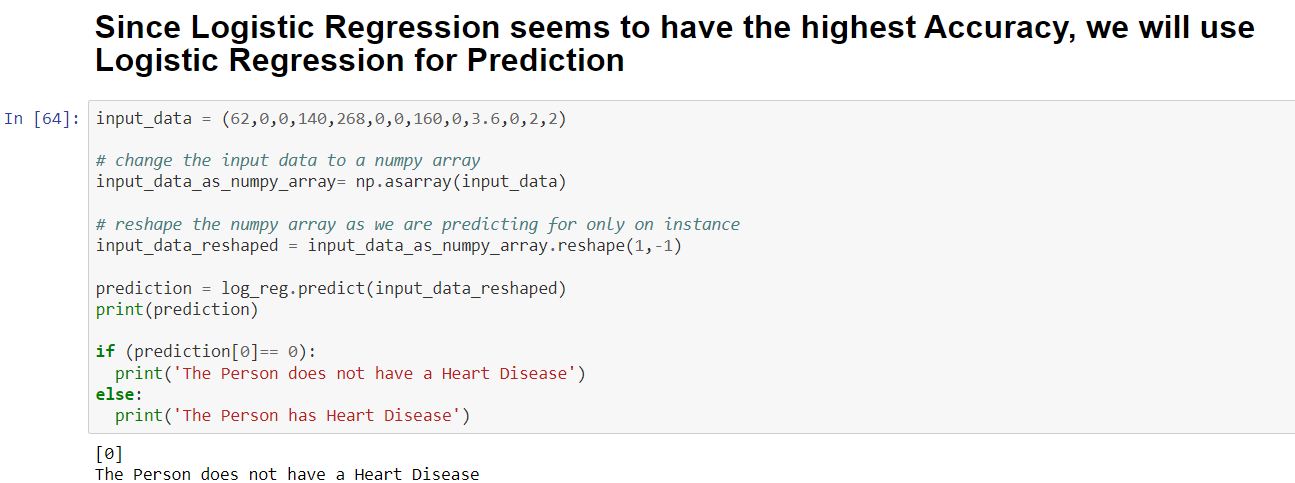 Since Logistic Regression seems to have the highest Accuracy, we will use
Logistic Regression for Prediction
In [64]: input_data = (62,0,0,140,268,0,0,160,0,3.6,0,2,2)
# change the input data to a numpy array
input_data_as_numpy_array= np.asarray(input_data)
# reshape the numpy array as we are predicting for only on instance
input_data_reshaped = input_data_as_numpy_array.reshape(1,-1)
prediction = log_reg.predict(input_data_reshaped)
print(prediction)
if (prediction[0]== 0):
  print('The Person does not have a Heart Disease')
else:
  print('The Person has Heart Disease')
[0]
The Person does not have a Heart Disease